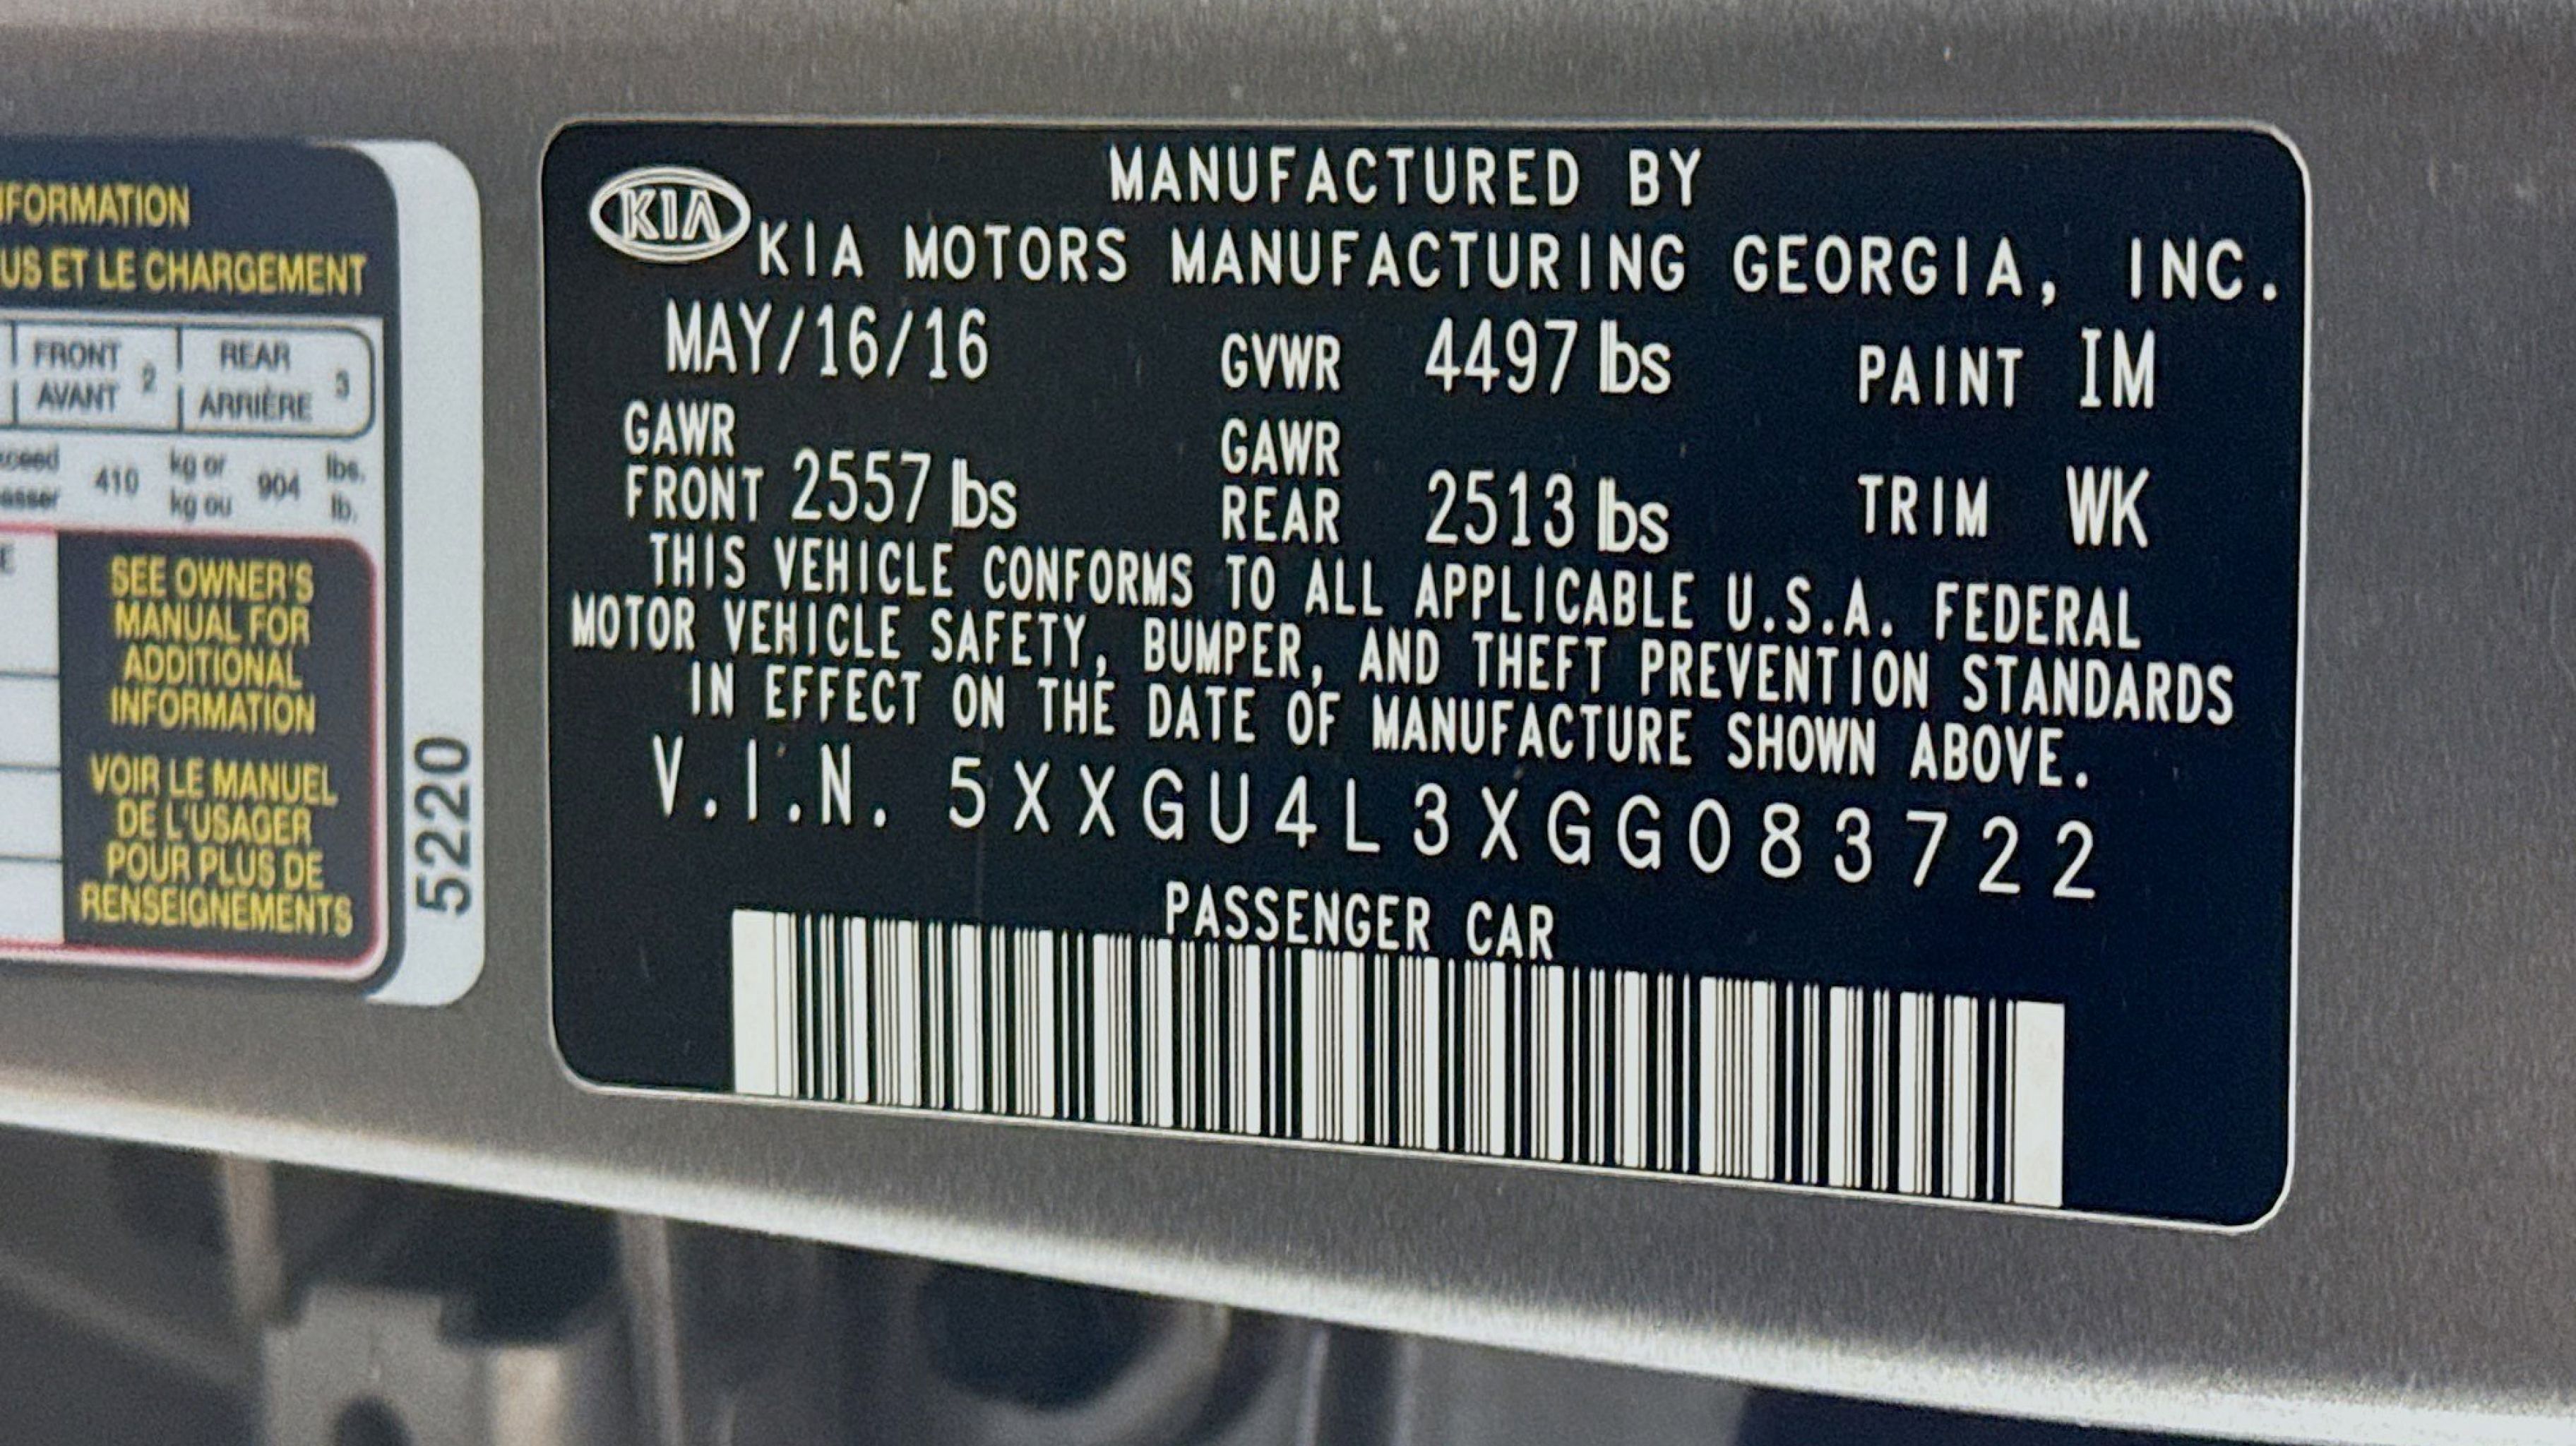 INFORMATION
US ET LE CHARGEMENT
FRONT
AVANT
2
REAR
ARRIÈRE
3
kg or
kg ou
410
904
lbs.
lb.
SEE OWNER'S
MANUAL FOR
ADDITIONAL
INFORMATION
VOIR LE MANUEL
DE L'USAGER
POUR PLUS DE
RENSEIGNEMENTS
5220
KIA
MANUFACTURED BY
KIA MOTORS MANUFACTURING GEORGIA, INC.
MAY/16/16 GVWR 4497 lbs PAINT IM
GAWR FRONT 2557 lbs GAWR REAR 2513 lbs TRIM WK
THIS VEHICLE CONFORMS TO ALL APPLICABLE U.S.A. FEDERAL
MOTOR VEHICLE SAFETY, BUMPER, AND THEFT PREVENTION STANDARDS
IN EFFECT ON THE DATE OF MANUFACTURE SHOWN ABOVE.
V.I.N. 5XXGU4L3XGG083722
PASSENGER CAR